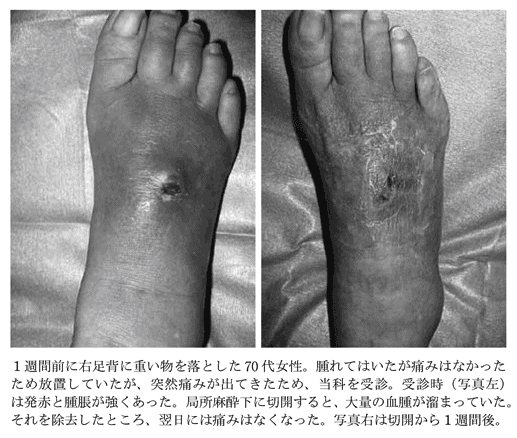 1週間前に右足背に重い物を落とした70代女性。腫れてはいたが痛みはなかった
ため放置していたが、突然痛みが出てきたため、当科を受診。受診時（写真左）
は発赤と腫脹が強くあった。局所麻酔下に切開すると、大量の血腫が溜まっていた。
それを除去したところ、翌日には痛みはなくなった。写真右は切開から1週間後。